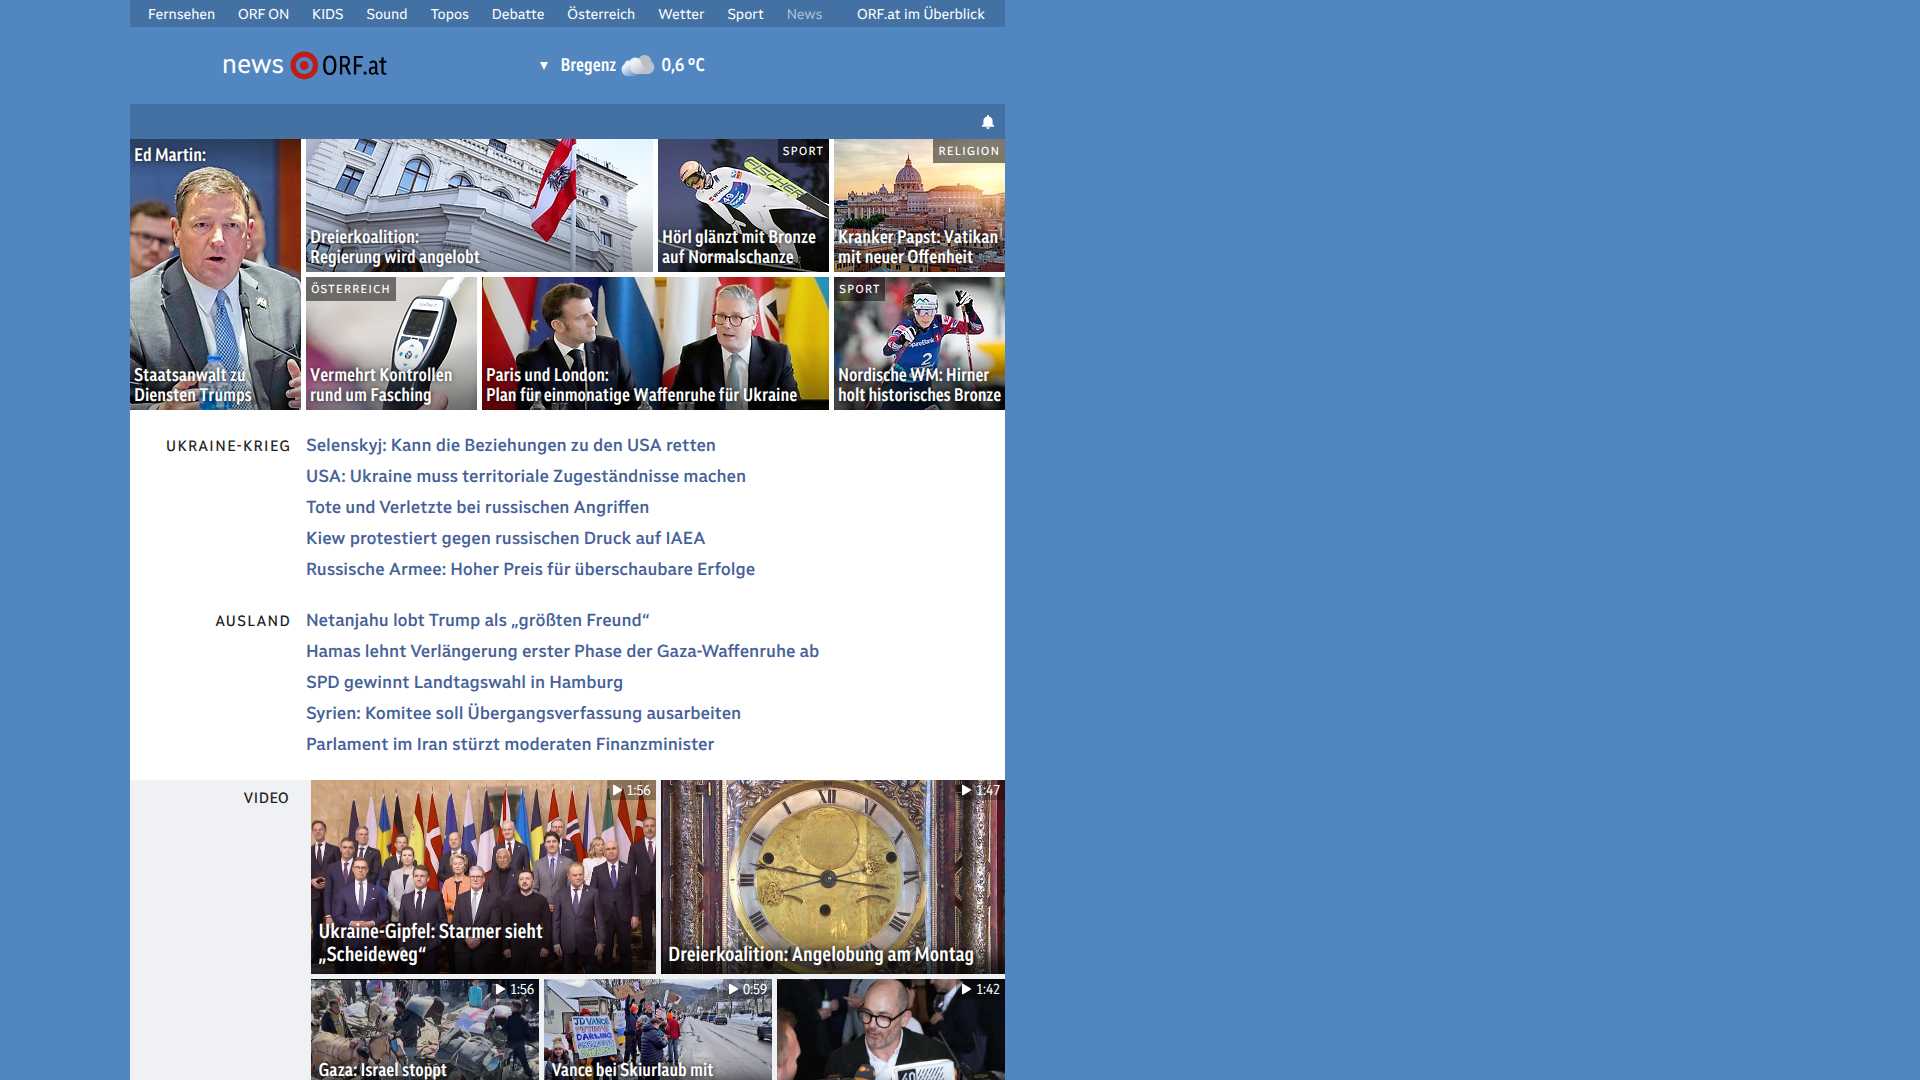 Fernsehen ORF ON KIDS Sound Topos Debatte Österreich Wetter Sport News ORF.at im Überblick
news ORF.at
Bregenz 0,6 °C
Ed Martin:
Staatsanwalt zu
Diensten Trumps
Dreierkoalition:
Regierung wird angelobt
SPORT
Hörl glänzt mit Bronze
auf Normalschanze
RELIGION
Kranker Papst: Vatikan
mit neuer Offenheit
ÖSTERREICH
Vermehrt Kontrollen
rund um Fasching
Paris und London:
Plan für einmonatige Waffenruhe für Ukraine
SPORT
Nordische WM: Hirner
holt historisches Bronze
UKRAINE-KRIEG
Selenskyj: Kann die Beziehungen zu den USA retten
USA: Ukraine muss territoriale Zugeständnisse machen
Tote und Verletzte bei russischen Angriffen
Kiew protestiert gegen russischen Druck auf IAEA
Russische Armee: Hoher Preis für überschaubare Erfolge
AUSLAND
Netanjahu lobt Trump als „größten Freund“
Hamas lehnt Verlängerung erster Phase der Gaza-Waffenruhe ab
SPD gewinnt Landtagswahl in Hamburg
Syrien: Komitee soll Übergangsverfassung ausarbeiten
Parlament im Iran stürzt moderaten Finanzminister
VIDEO
1:56
Ukraine-Gipfel: Starmer sieht
„Scheideweg“
1:47
Dreierkoalition: Angelobung am Montag
1:56
Gaza: Israel stoppt
0:59
JD VANCE
DARLING
Vance bei Skiurlaub mit
1:42